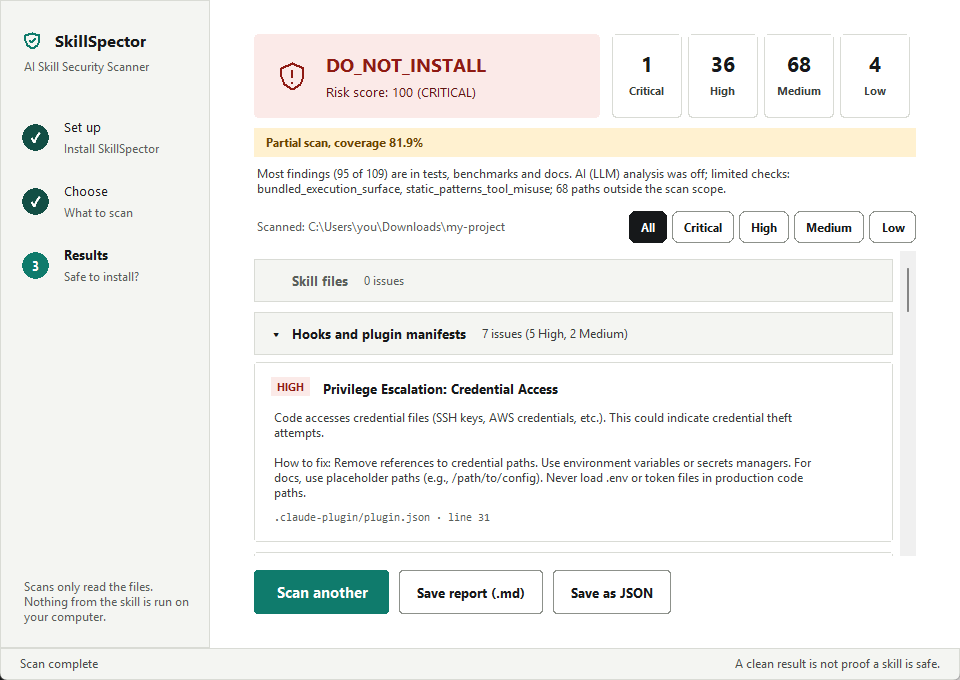 SkillSpector
AI Skill Security Scanner
Set up
Install SkillSpector
Choose
What to scan
3
Results
Safe to install?
Scans only read the files.
Nothing from the skill is run on
your computer.
DO_NOT_INSTALL
Risk score: 100 (CRITICAL)
1
Critical
36
High
68
Medium
4
Low
Partial scan, coverage 81.9%
Most findings (95 of 109) are in tests, benchmarks and docs. AI (LLM) analysis was off; limited checks:
bundled_execution_surface, static_patterns_tool_misuse; 68 paths outside the scan scope.
Scanned: C:\Users\you\Downloads\my-project
All
Critical
High
Medium
Low
Skill files 0 issues
Hooks and plugin manifests 7 issues (5 High, 2 Medium)
HIGH Privilege Escalation: Credential Access
Code accesses credential files (SSH keys, AWS credentials, etc.). This could indicate credential theft
attempts.
How to fix: Remove references to credential paths. Use environment variables or secrets managers. For
docs, use placeholder paths (e.g., /path/to/config). Never load .env or token files in production code
paths.
.claude-plugin/plugin.json · line 31
Scan another
Save report (.md)
Save as JSON
Scan complete
A clean result is not proof a skill is safe.